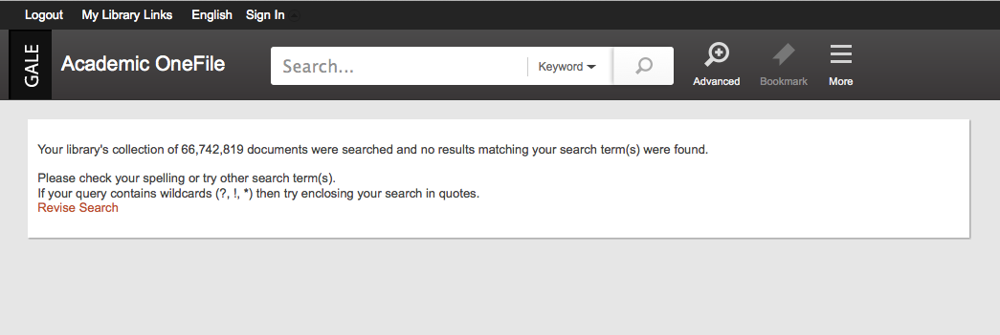 Logout My Library Links English Sign In
GALE
Academic OneFile
Search...
Keyword
Advanced
Bookmark
More
Your library's collection of 66,742,819 documents were searched and no results matching your search term(s) were found.
Please check your spelling or try other search term(s).
If your query contains wildcards (?, !, *) then try enclosing your search in quotes.
Revise Search